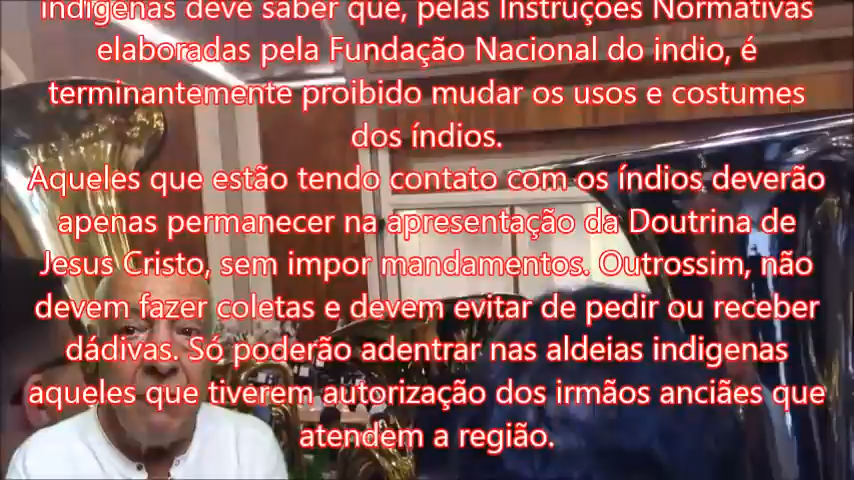 indígenas deve saber que, pelas Instruções Normativas
elaboradas pela Fundação Nacional do indio, é
terminantemente proibido mudar os usos e costumes
dos índios.
Aqueles que estão tendo contato com os índios deverão
apenas permanecer na apresentação da Doutrina de
Jesus Cristo, sem impor mandamentos. Outrossim, não
devem fazer coletas e devem evitar de pedir ou receber
dádivas. Só poderão adentrar nas aldeias indigenas
aqueles que tiverem autorização dos irmãos anciães que
atendem a região.